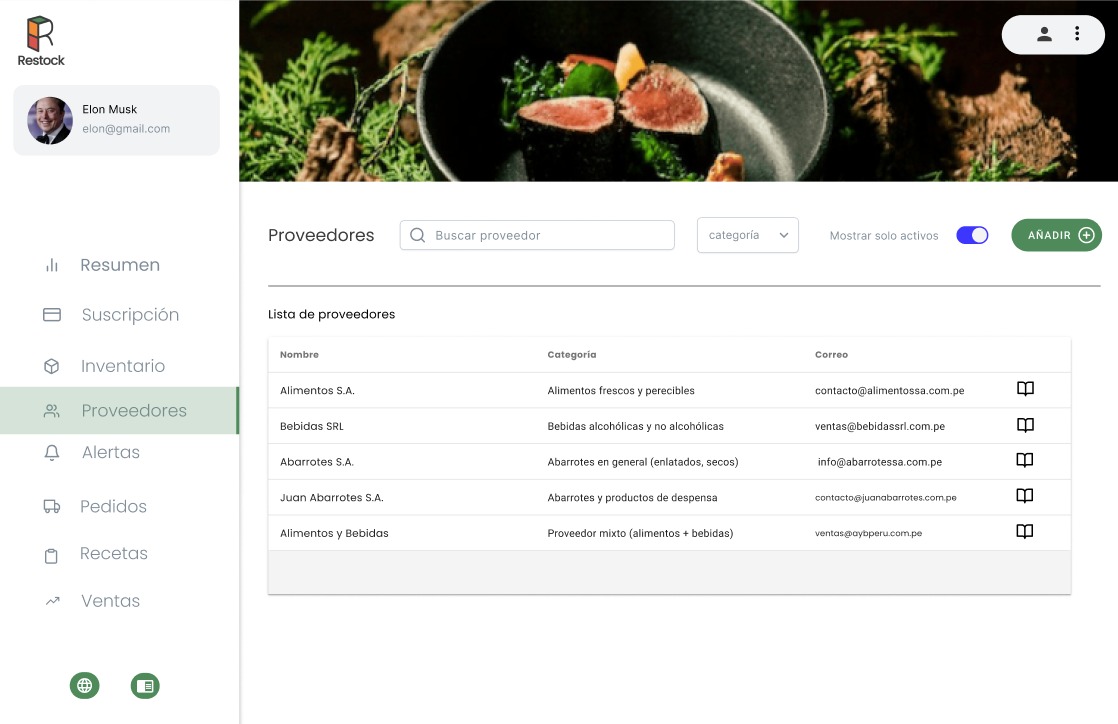 Restock
Elon Musk
elon@gmail.com
Resumen
Suscripción
Inventario
Proveedores
Alertas
Pedidos
Recetas
Ventas
Proveedores
Buscar proveedor
categoría
Mostrar solo activos
AÑADIR
Lista de proveedores
Nombre Categoría Correo
Alimentos S.A. Alimentos frescos y perecibles contacto@alimentossa.com.pe
Bebidas SRL Bebidas alcohólicas y no alcohólicas ventas@bebidassrl.com.pe
Abarrotes S.A. Abarrotes en general (enlatados, secos) info@abarrotessa.com.pe
Juan Abarrotes S.A. Abarrotes y productos de despensa contacto@juanabarrotes.com.pe
Alimentos y Bebidas Proveedor mixto (alimentos + bebidas) ventas@aybperu.com.pe